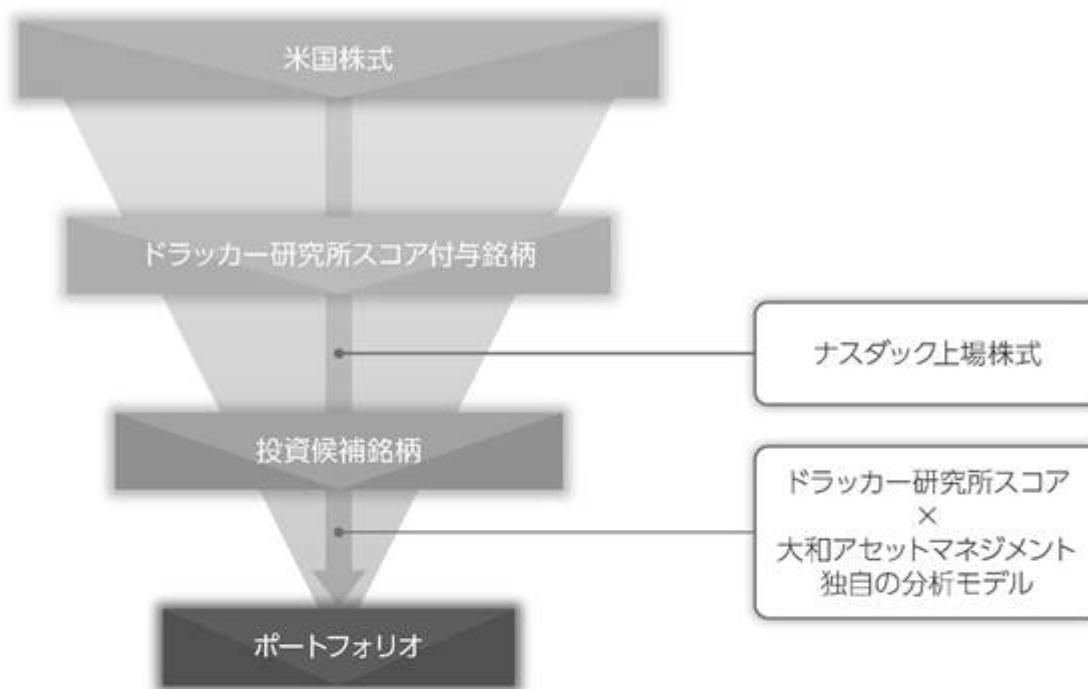 米国株式
ドラッカー研究所スコア付与銘柄
ナスダック上場株式
投資候補銘柄
ドラッカー研究所スコア
×
大和アセットマネジメント
独自の分析モデル
ポートフォリオ